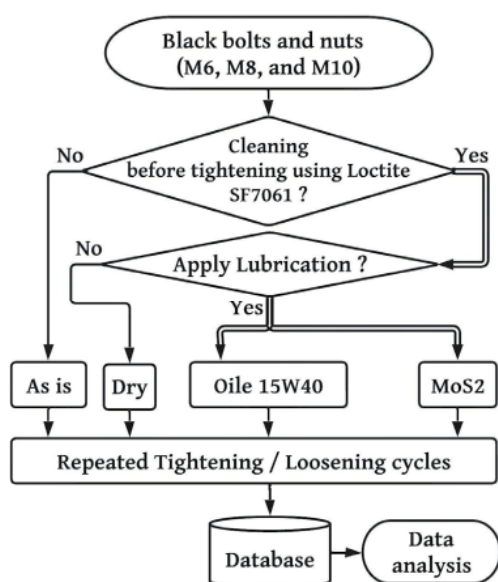 Black bolts and nuts
(M6, M8, and M10)
No
Cleaning
before tightening using Loctite
SF7061 ?
Yes
No
Apply Lubrication ?
Yes
As is
Dry
Oile 15W40
MoS2
Repeated Tightening / Loosening cycles
Database
Data
analysis